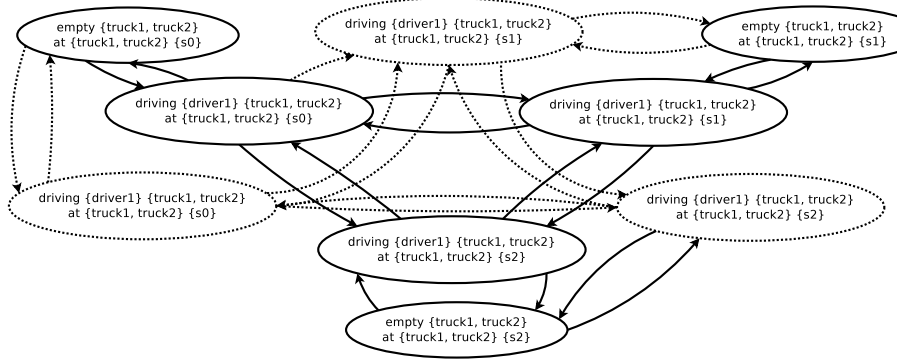 empty {truck1, truck2}
at {truck1, truck2} {s0}
driving {driver1} {truck1, truck2}
at {truck1, truck2} {s1}
empty {truck1, truck2}
at {truck1, truck2} {s1}
driving {driver1} {truck1, truck2}
at {truck1, truck2} {s0}
driving {driver1} {truck1, truck2}
at {truck1, truck2} {s1}
driving {driver1} {truck1, truck2}
at {truck1, truck2} {s0}
driving {driver1} {truck1, truck2}
at {truck1, truck2} {s2}
driving {driver1} {truck1, truck2}
at {truck1, truck2} {s2}
empty {truck1, truck2}
at {truck1, truck2} {s2}